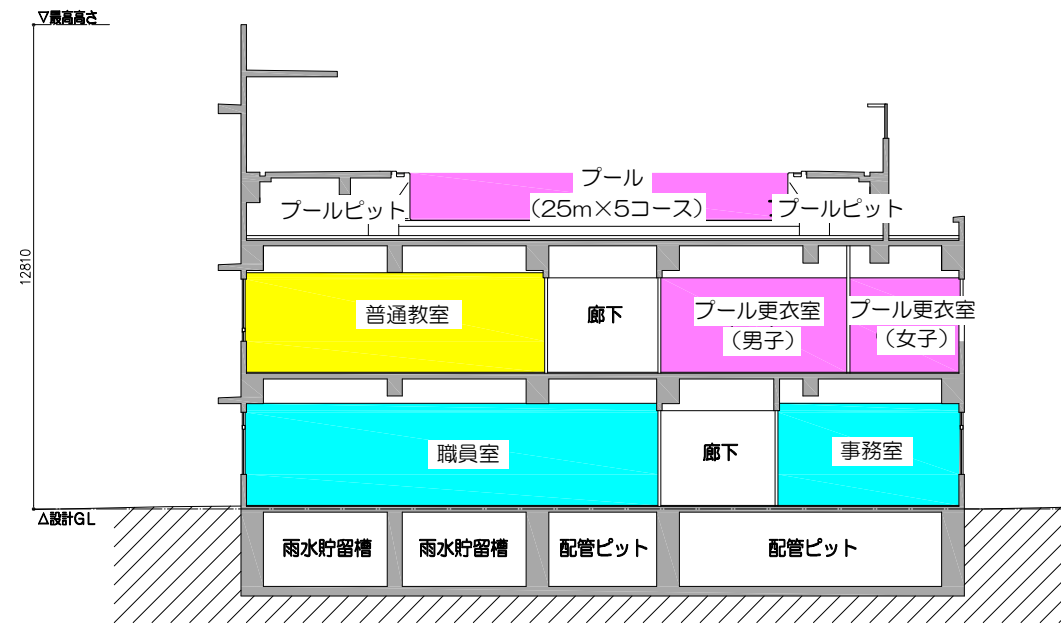 ▽最高高さ
プール
(25m×5コース)
プールピット
プールピット
12810
普通教室
廊下
プール更衣室
(男子)
プール更衣室
(女子)
職員室
廊下
事務室
△設計GL
雨水貯留槽
雨水貯留槽
配管ピット
配管ピット